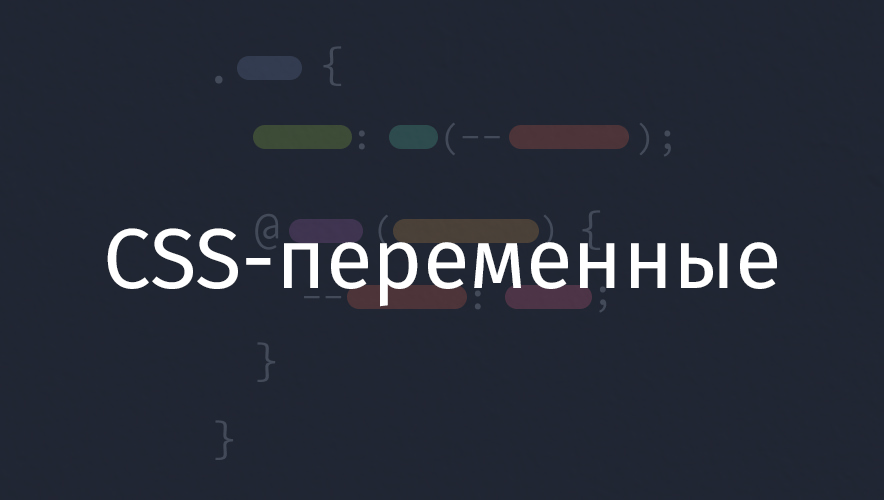 . {
: (-- );
@ ( ) {
CSS-переменные
-- : ;
}
}